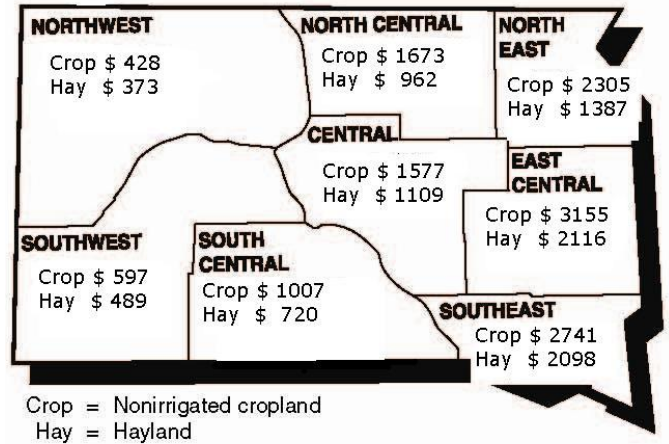 NORTHWEST
Crop $ 428
Hay $ 373
NORTH CENTRAL
Crop $ 1673
Hay $ 962
NORTH
EAST
Crop $ 2305
Hay $ 1387
CENTRAL
Crop $ 1577
Hay $ 1109
EAST
CENTRAL
Crop $ 3155
Hay $ 2116
SOUTHWEST
Crop $ 597
Hay $ 489
SOUTH
CENTRAL
Crop $ 1007
Hay $ 720
SOUTHEAST
Crop $ 2741
Hay $ 2098
Crop = Nonirrigated cropland
Hay = Hayland